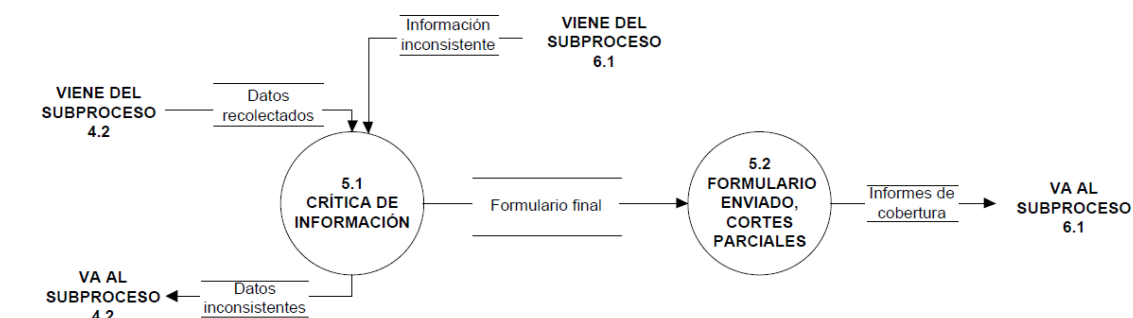 Información
inconsistente
VIENE DEL
SUBPROCESO
6.1
VIENE DEL
SUBPROCESO
4.2
Datos
recolectados
5.1
CRÍTICA DE
INFORMACIÓN
Formulario final
5.2
FORMULARIO
ENVIADO,
CORTES
PARCIALES
Informes de
cobertura
VA AL
SUBPROCESO
6.1
VA AL
SUBPROCESO
4.2
Datos
inconsistentes